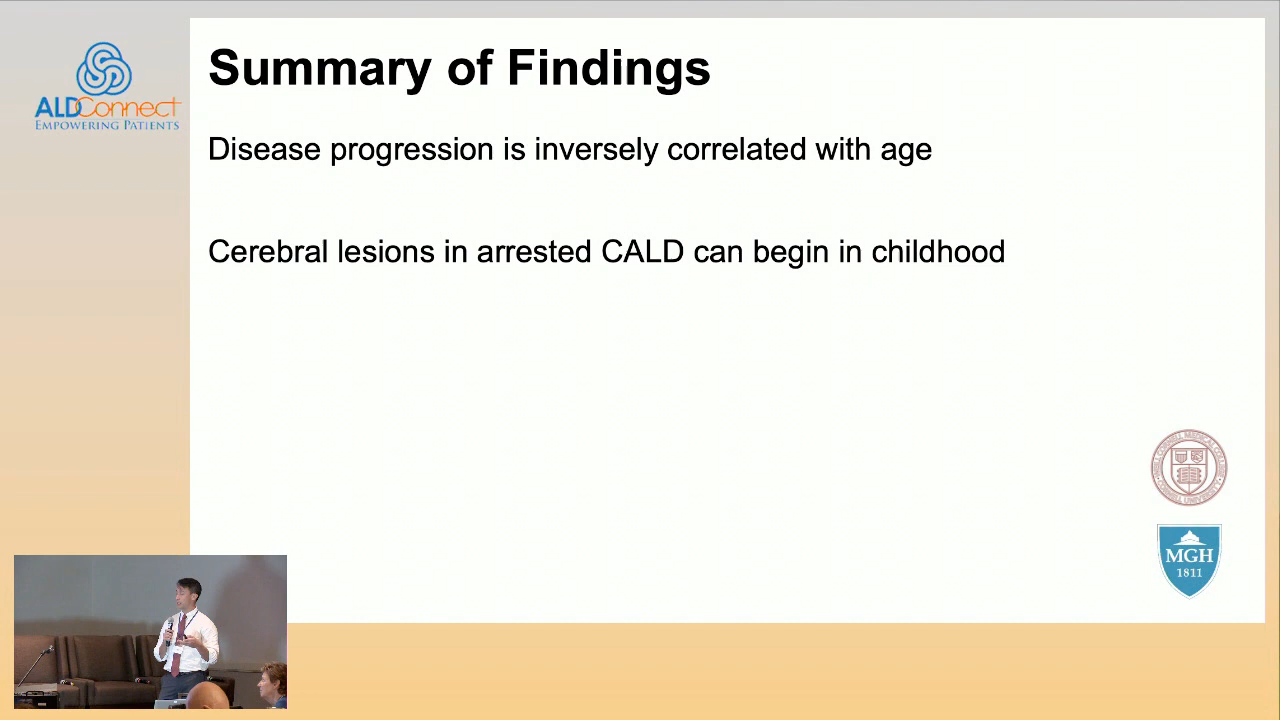 ALDConnect
EMPOWERING PATIENTS
Summary of Findings
Disease progression is inversely correlated with age
Cerebral lesions in arrested CALD can begin in childhood
MGH
1811